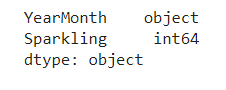 YearMonth    object
Sparkling     int64
dtype: object